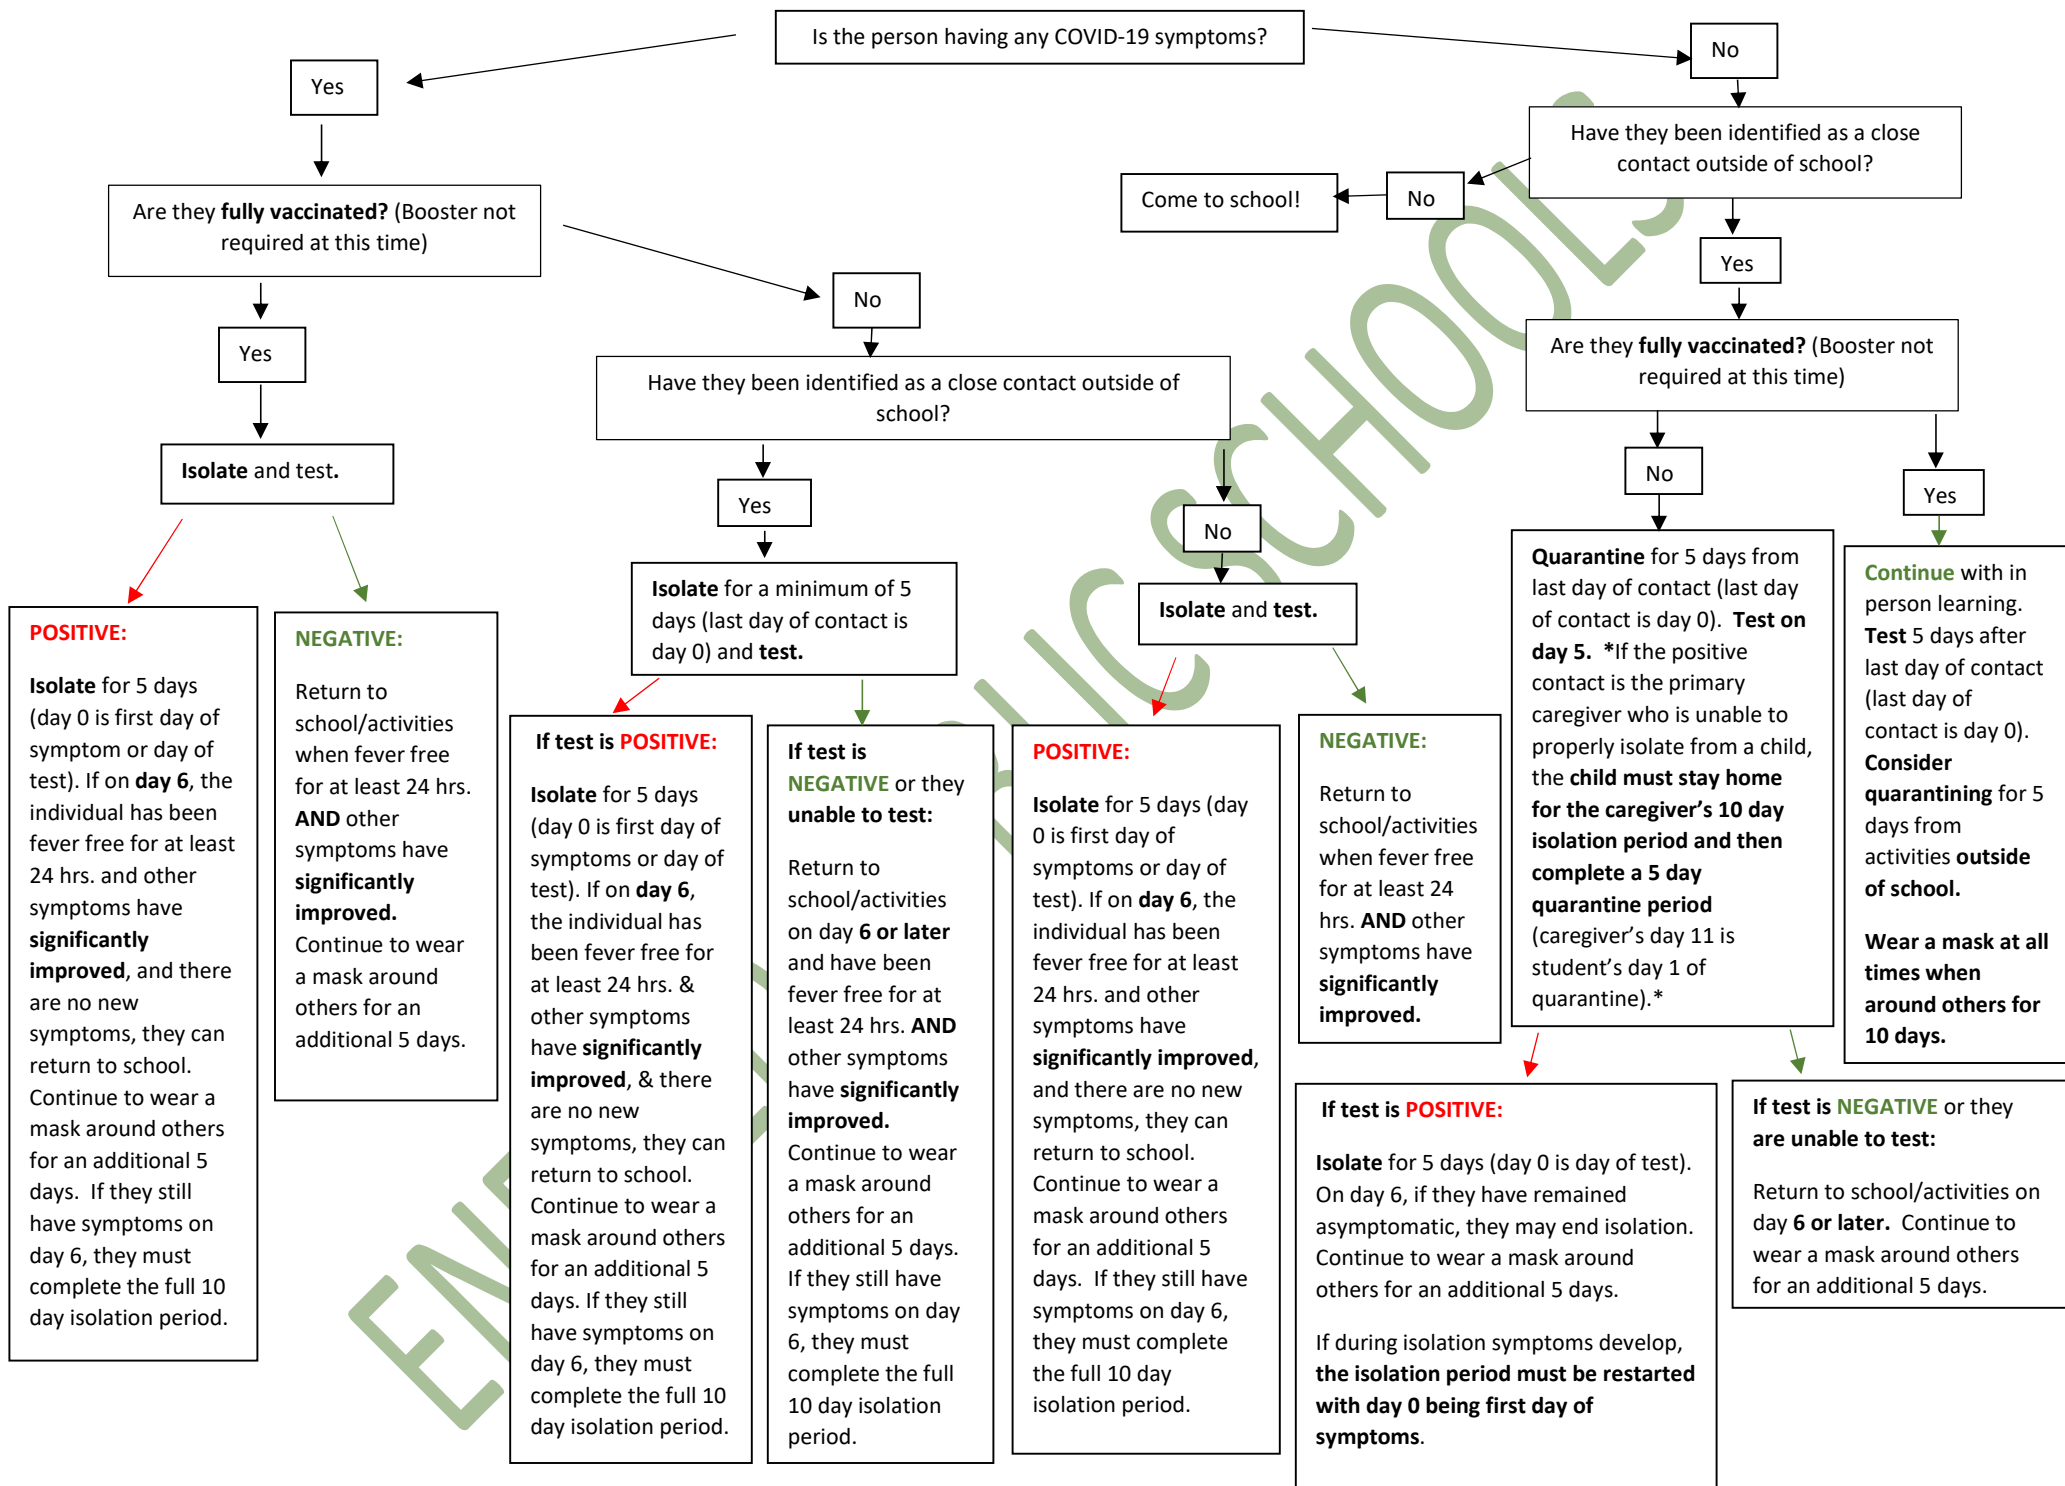 Is the person having any COVID-19 symptoms?
Yes
No
Have they been identified as a close
contact outside of school?
No
Come to school!
Yes
Are they fully vaccinated? (Booster not
required at this time)
Are they fully vaccinated? (Booster not
required at this time)
No
Yes
Have they been identified as a close contact outside of
school?
No
Yes
Isolate and test.
Yes
No
Isolate for a minimum of 5
days (last day of contact is
day 0) and test.
Isolate and test.
Quarantine for 5 days from
last day of contact (last day
of contact is day 0).  Test on
day 5.  *If the positive
contact is the primary
caregiver who is unable to
properly isolate from a child,
the child must stay home
for the caregiver's 10 day
isolation period and then
complete a 5 day
quarantine period
(caregiver's day 11 is
student's day 1 of
quarantine).*
Continue with in
person learning.
Test 5 days after
last day of contact
(last day of
contact is day 0).
Consider
quarantining for 5
days from
activities outside
of school.
Wear a mask at all
times when
around others for
10 days.
POSITIVE:
Isolate for 5 days
(day 0 is first day of
symptom or day of
test). If on day 6, the
individual has been
fever free for at least
24 hrs. and other
symptoms have
significantly
improved, and there
are no new
symptoms, they can
return to school.
Continue to wear a
mask around others
for an additional 5
days.  If they still
have symptoms on
day 6, they must
complete the full 10
day isolation period.
NEGATIVE:
Return to
school/activities
when fever free
for at least 24 hrs.
AND other
symptoms have
significantly
improved.
Continue to wear
a mask around
others for an
additional 5 days.
If test is POSITIVE:
Isolate for 5 days
(day 0 is first day of
symptoms or day of
test). If on day 6,
the individual has
been fever free for
at least 24 hrs. &
other symptoms
have significantly
improved, & there
are no new
symptoms, they can
return to school.
Continue to wear a
mask around others
for an additional 5
days. If they still
have symptoms on
day 6, they must
complete the full 10
day isolation period.
If test is
NEGATIVE or they
unable to test:
Return to
school/activities
on day 6 or later
and have been
fever free for at
least 24 hrs. AND
other symptoms
have significantly
improved.
Continue to wear
a mask around
others for an
additional 5 days.
If they still have
symptoms on day
6, they must
complete the full
10 day isolation
period.
POSITIVE:
Isolate for 5 days (day
0 is first day of
symptoms or day of
test). If on day 6, the
individual has been
fever free for at least
24 hrs. and other
symptoms have
significantly improved,
and there are no new
symptoms, they can
return to school.
Continue to wear a
mask around others
for an additional 5
days.  If they still have
symptoms on day 6,
they must complete
the full 10 day
isolation period.
NEGATIVE:
Return to
school/activities
when fever free
for at least 24
hrs. AND other
symptoms have
significantly
improved.
If test is POSITIVE:
Isolate for 5 days (day 0 is day of test).
On day 6, if they have remained
asymptomatic, they may end isolation.
Continue to wear a mask around
others for an additional 5 days.
If during isolation symptoms develop,
the isolation period must be restarted
with day 0 being first day of
symptoms.
If test is NEGATIVE or they
are unable to test:
Return to school/activities on
day 6 or later.  Continue to
wear a mask around others
for an additional 5 days.
SCHOOLS